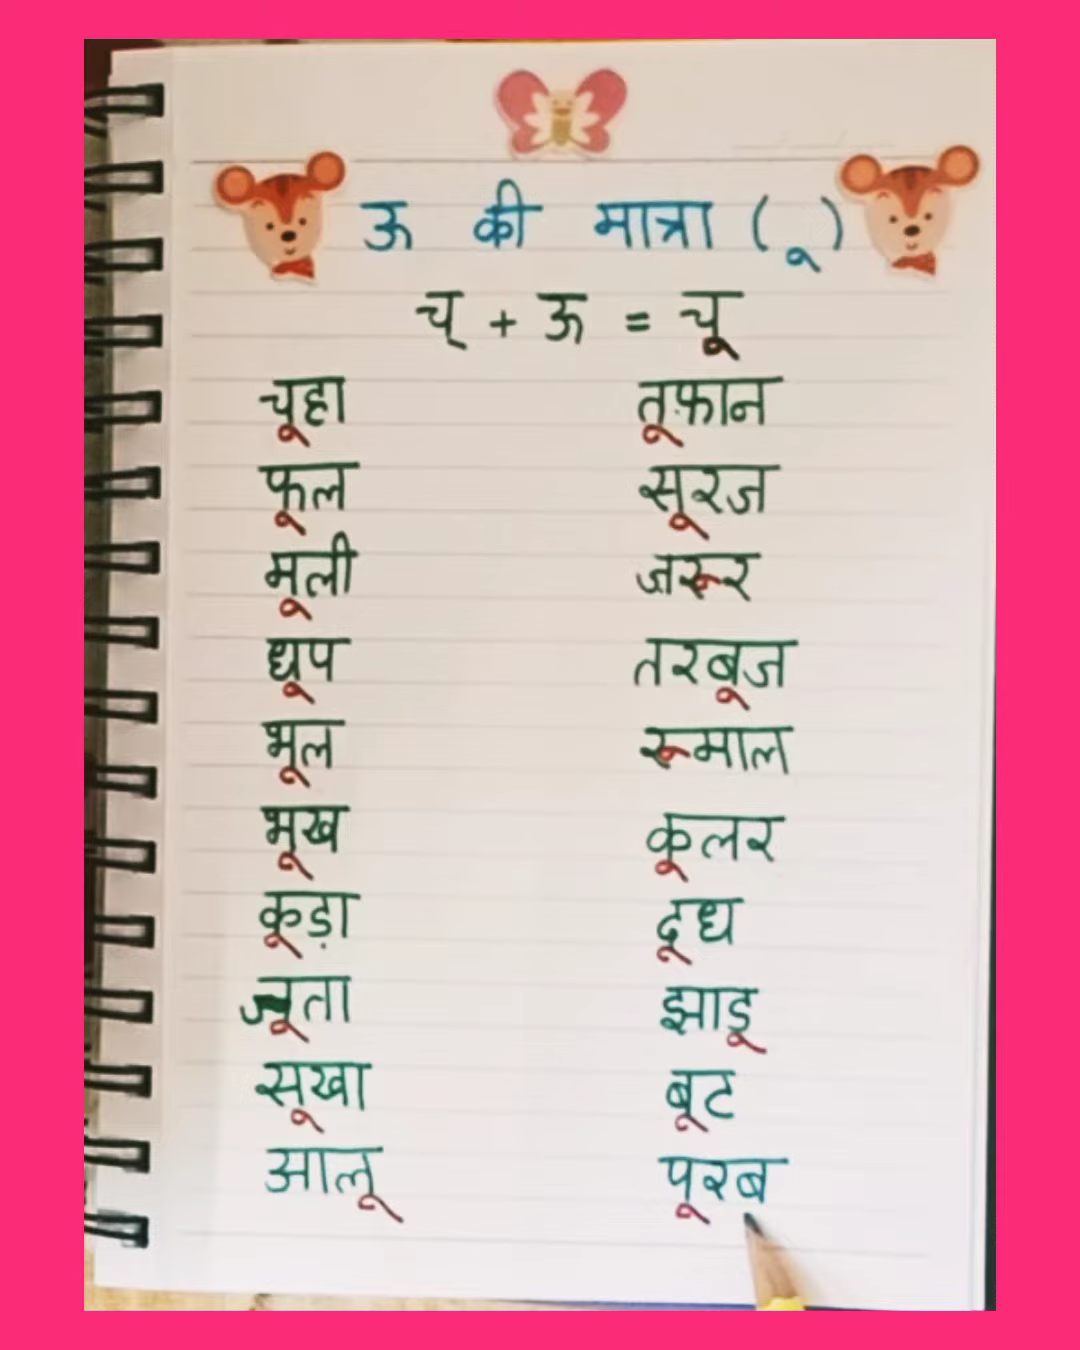 ऊ की मात्रा ( ू )
च् + ऊ = चू
चूहा तूफ़ान
फूल सूरज
मूली जरूर
धूप तरबूज
भूल रूमाल
भूख कूलर
कूड़ा दूध
जूता झाडू
सूखा बूट
आलू पूरब